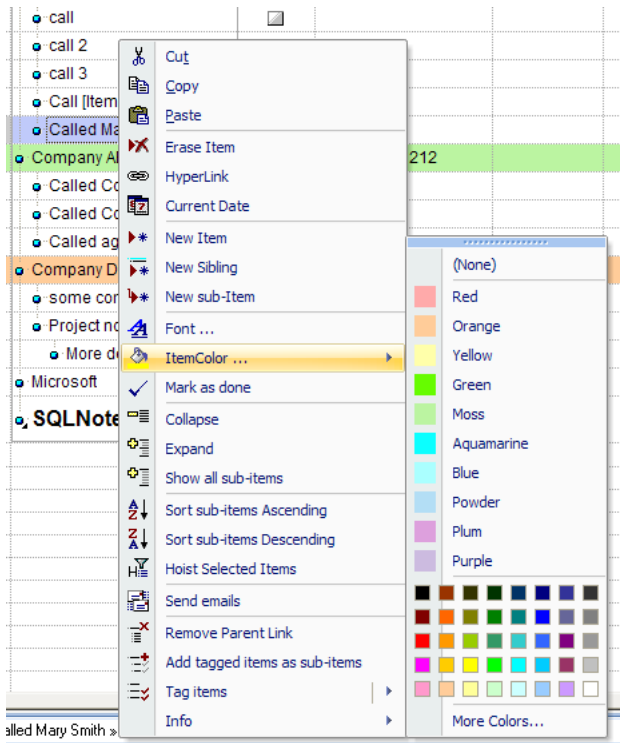 call
call 2
call 3
Call [Item
Called Ma
Company Al
212
Called Co
Called Co
Called ag
Company D
some cor
Project no
More de
Microsoft
SQLNote
Cut
Copy
Paste
Erase Item
HyperLink
Current Date
New Item
New Sibling
New sub-Item
Font ...
ItemColor ...
Mark as done
Collapse
Expand
Show all sub-items
Sort sub-items Ascending
Sort sub-items Descending
Hoist Selected Items
Send emails
Remove Parent Link
Add tagged items as sub-items
Tag items
Info
(None)
Red
Orange
Yellow
Green
Moss
Aquamarine
Blue
Powder
Plum
Purple
More Colors...
alled Mary Smith »